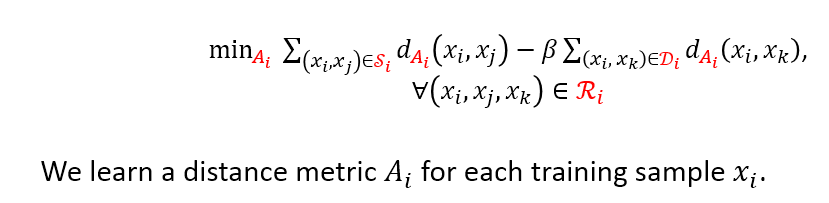 min_{A_i} ∑_{(x_i,x_j)∈𝒮_i} d_{A_i}(x_i, x_j) − β ∑_{(x_i, x_k)∈𝒟_i} d_{A_i}(x_i, x_k),
∀(x_i, x_j, x_k) ∈ ℛ_i
We learn a distance metric A_i for each training sample x_i.